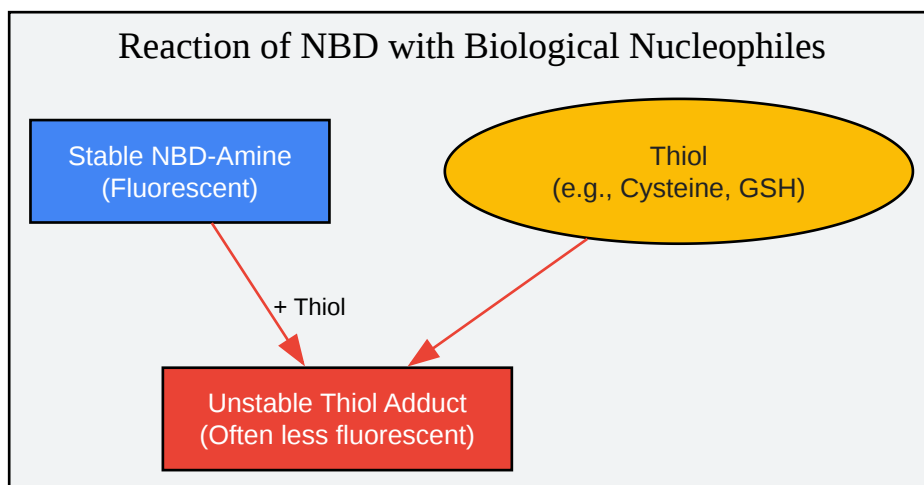 Reaction of NBD with Biological Nucleophiles
Stable NBD-Amine
(Fluorescent)
Thiol
(e.g., Cysteine, GSH)
+ Thiol
Unstable Thiol Adduct
(Often less fluorescent)